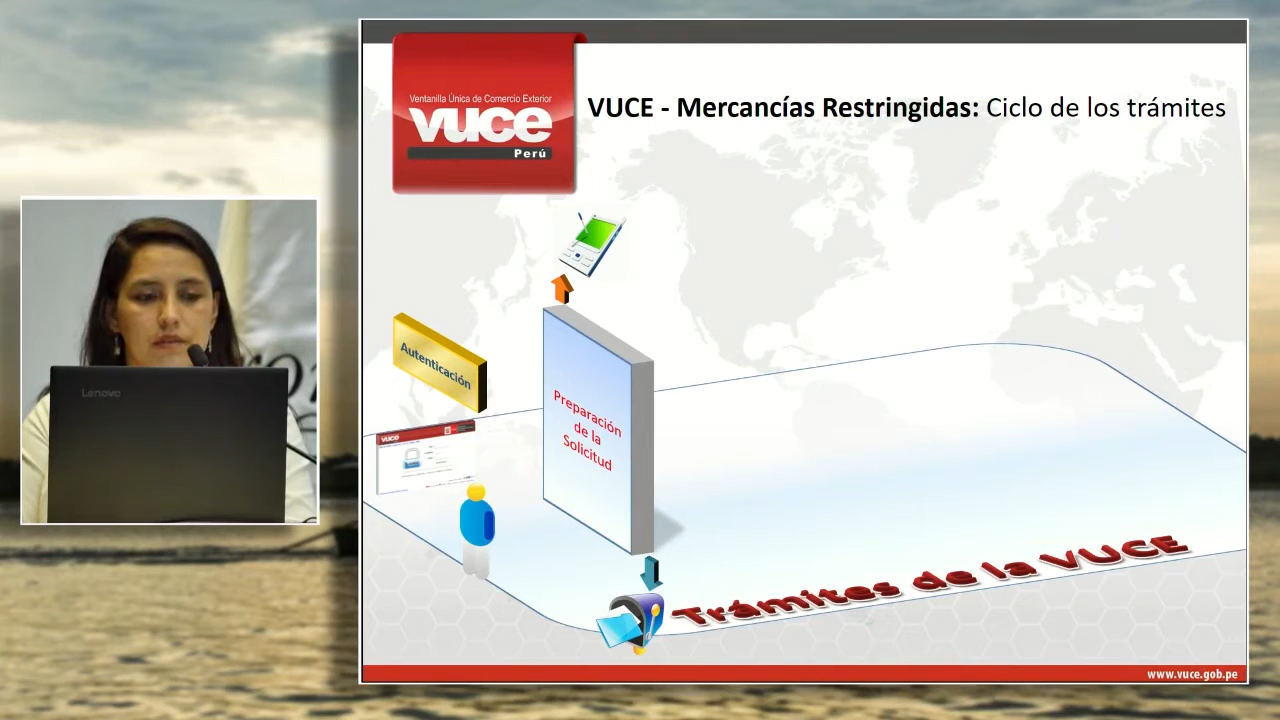 Ventanilla Única de Comercio Exterior
vuce
Perú
VUCE - Mercancías Restringidas: Ciclo de los trámites
Autenticación
Preparación
de la
Solicitud
vuce
Trámites de la VUCE
Lenovo
www.vuce.gob.pe